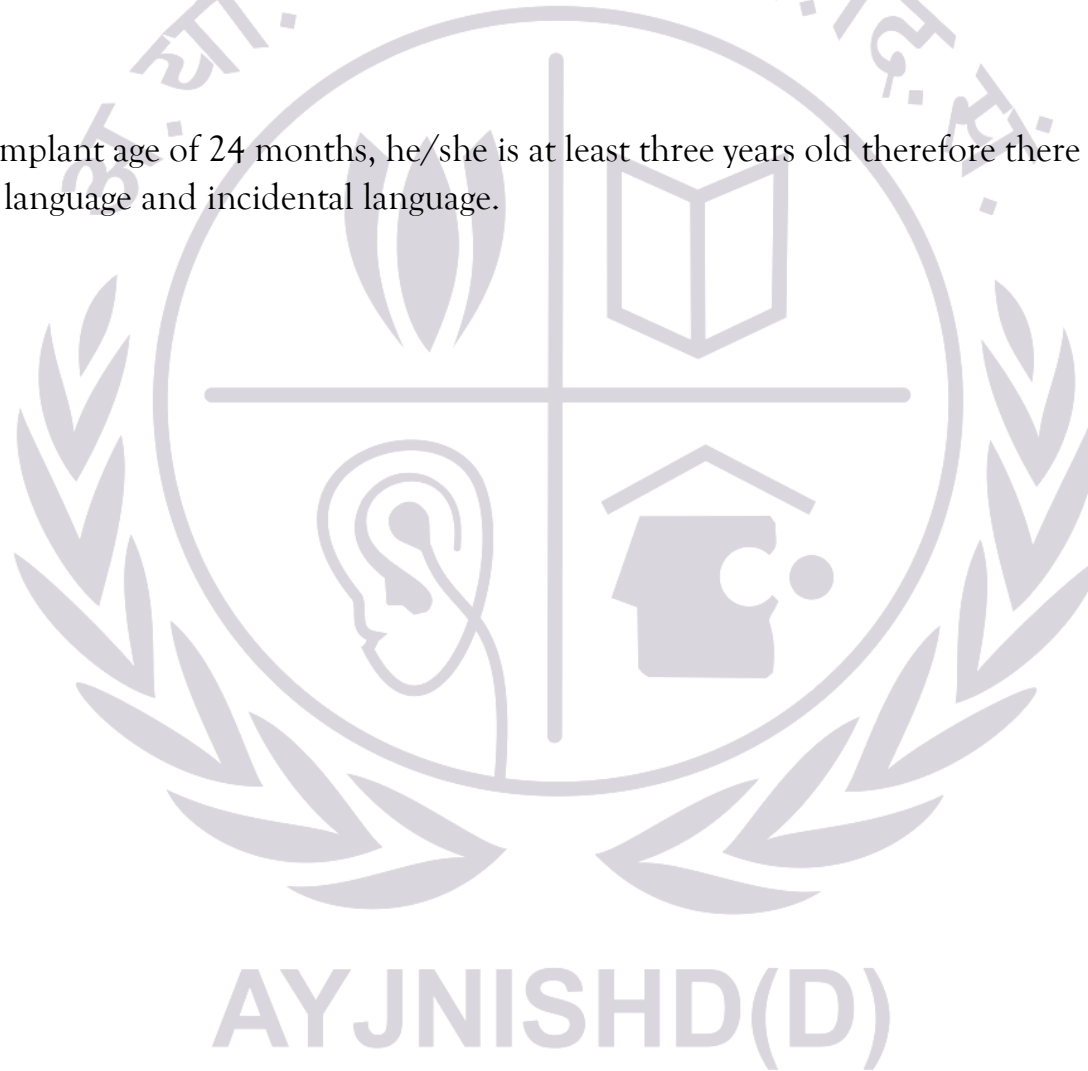 अ. या.
दि. सं.
mplant age of 24 months, he/she is at least three years old therefore there
language and incidental language.
AYJNISHD(D)